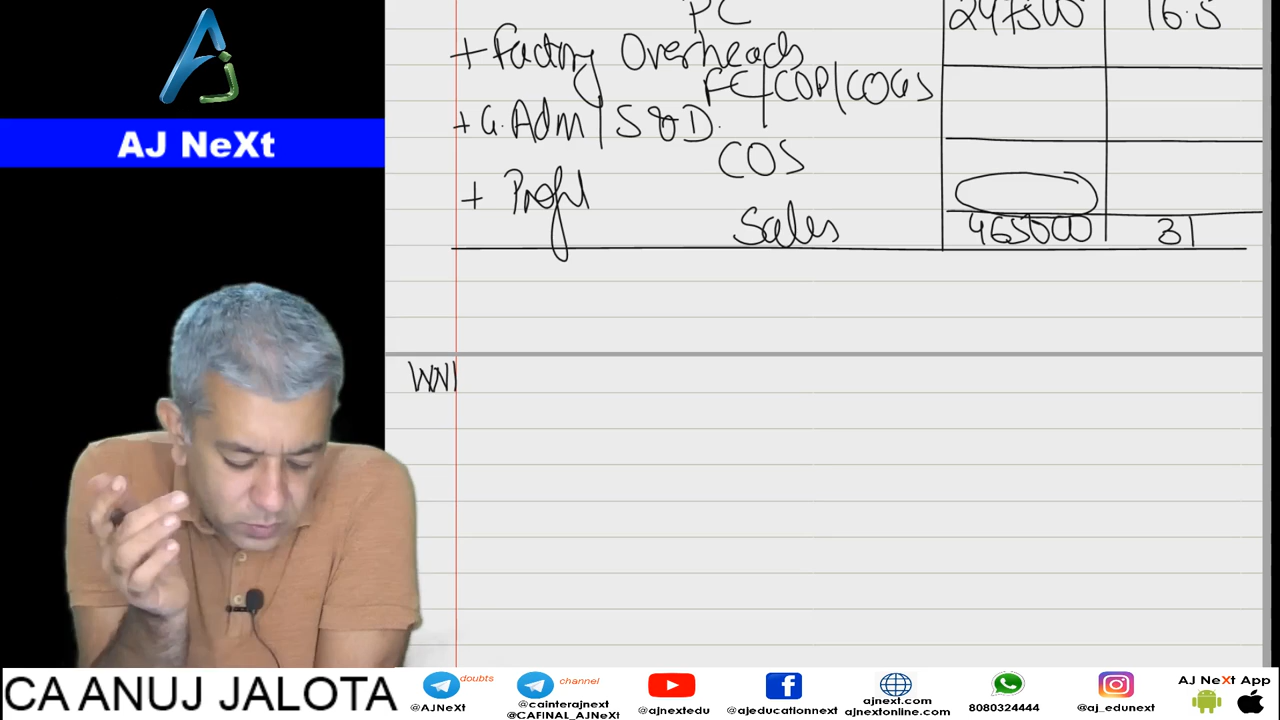 PC 247500 16.5
+ Factory Overheads
FC/COP/COGS
+ G.Adm / S&D.
COS
+ Profit
Sales 465000 31
AJ NeXt
WN1
CA ANUJ JALOTA
doubts
@AJNeXt
channel
@cainterajnext
@CAFINAL_AJNeXt
@ajnextedu
@ajeducationnext
ajnext.com
ajnextonline.com
8080324444
@aj_edunext
AJ NeXt App